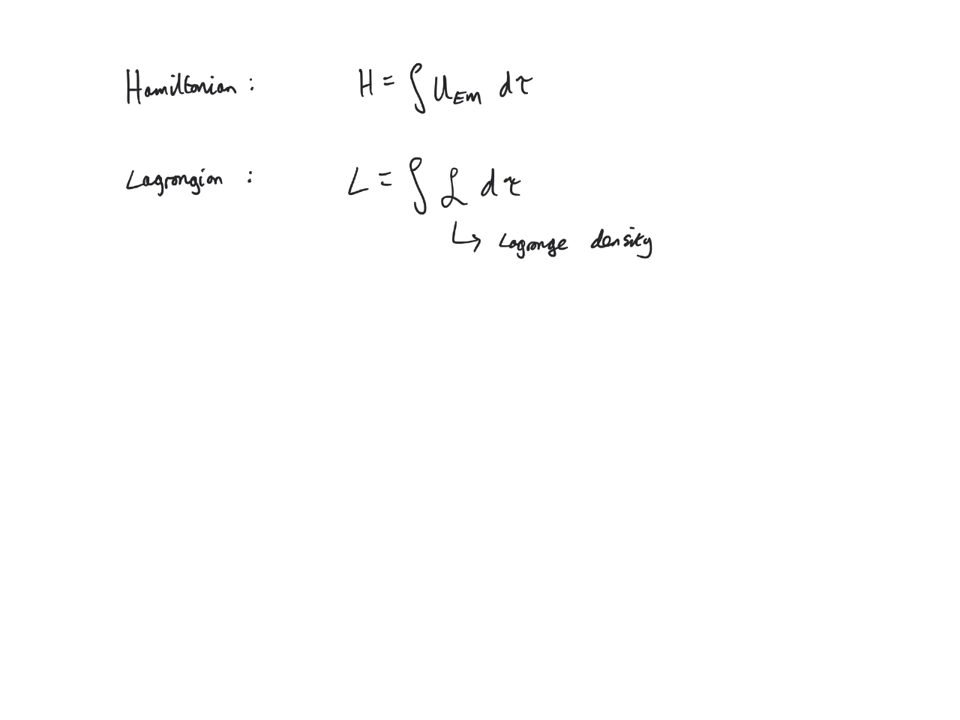 Hamiltonian : H = ∫ U_EM dτ
Lagrangian : L = ∫ ℒ dτ
↳ Lagrange density